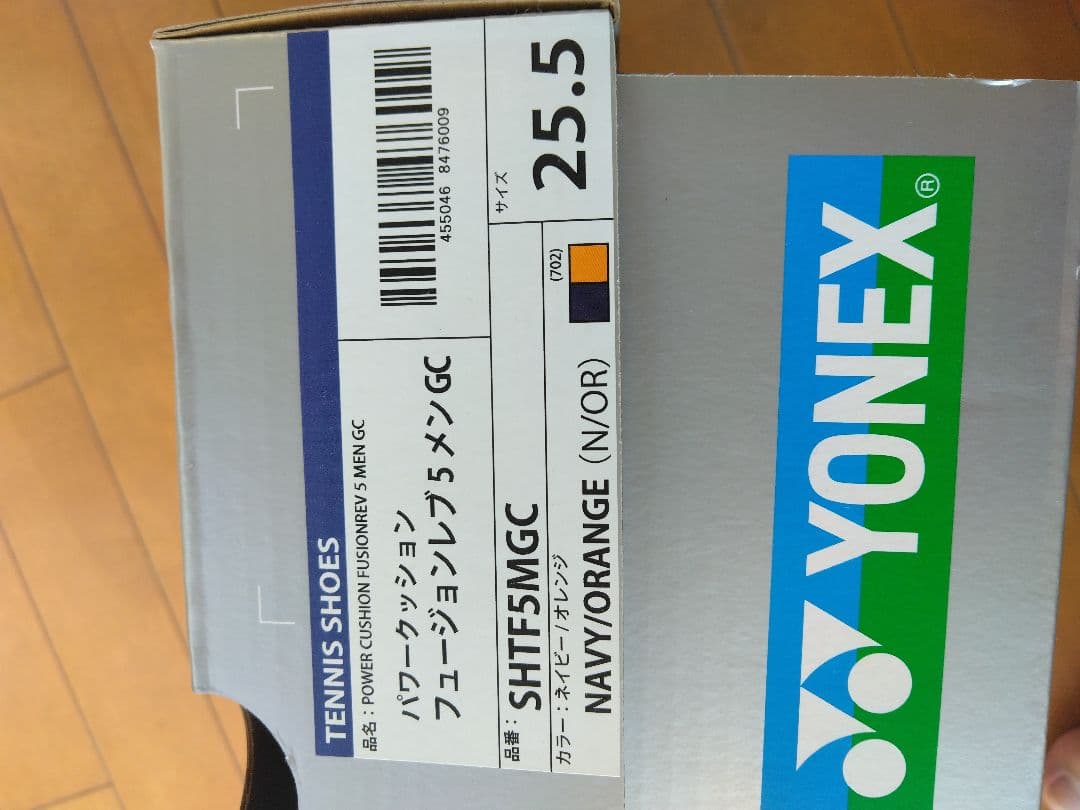 TENNIS SHOES
品名：POWER CUSHION FUSIONREV 5 MEN GC
パワークッション
フュージョンレブ5 メン GC
455046 8476009
品番：
SHTF5MGC
サイズ
25.5
カラー：ネイビー/オレンジ
NAVY/ORANGE（N/OR）
(702)
YONEX®